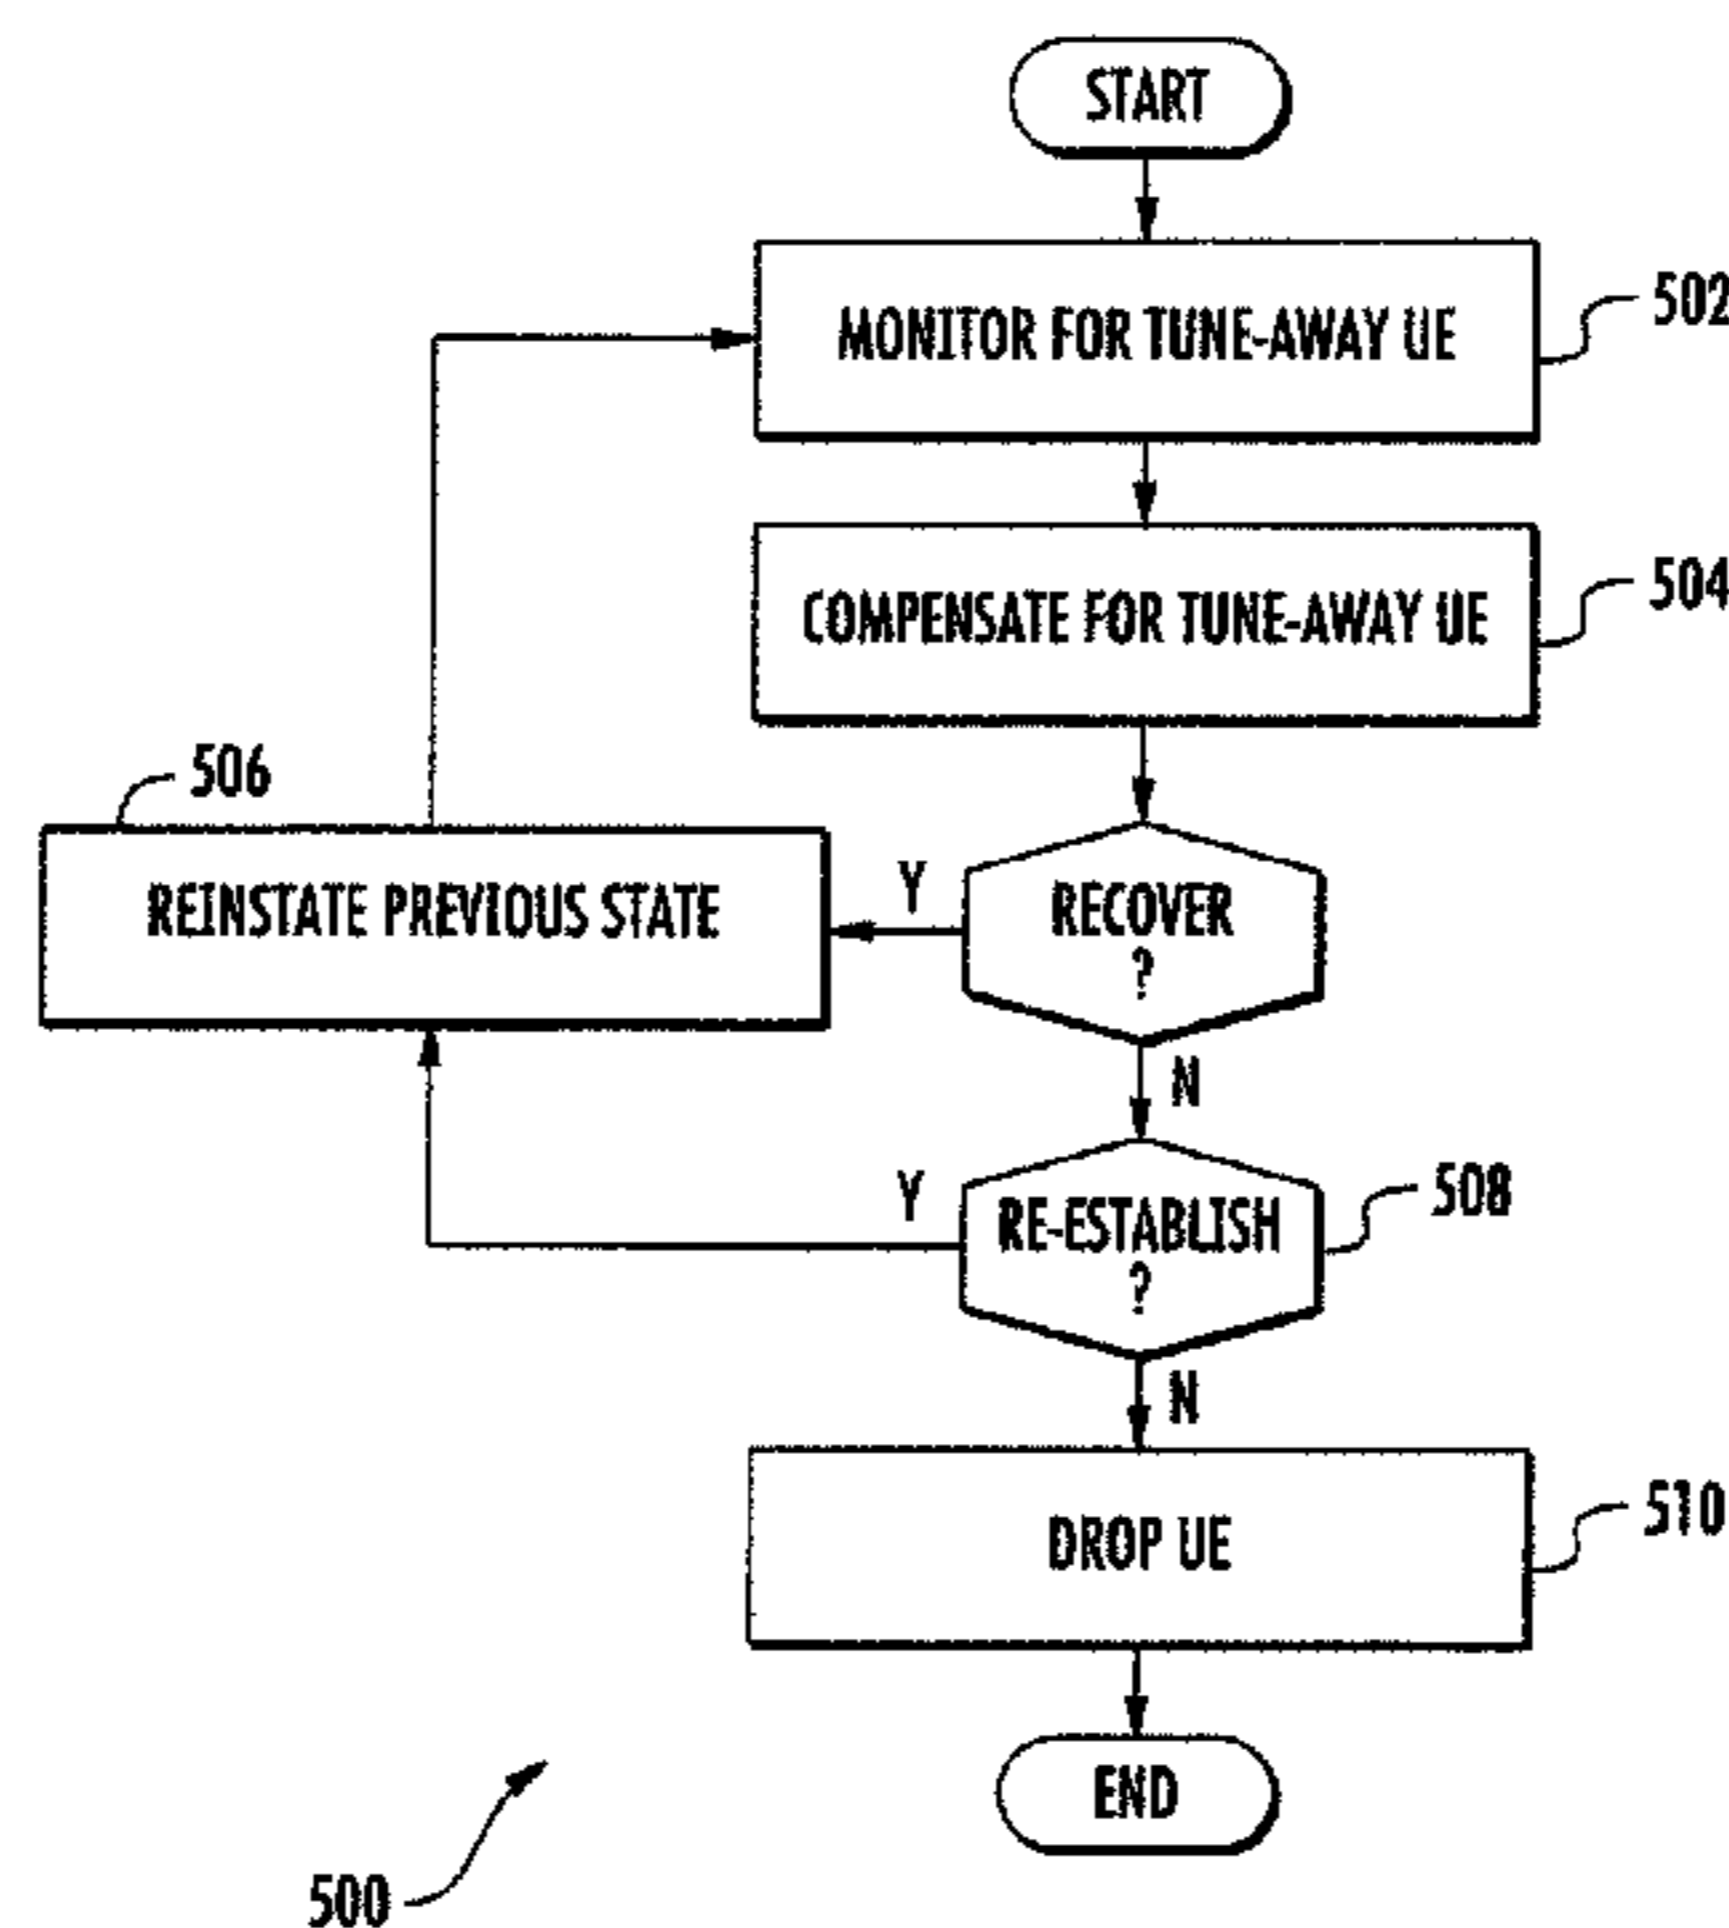 START
MONITOR FOR TUNE-AWAY UE
502
COMPENSATE FOR TUNE-AWAY UE
504
506
REINSTATE PREVIOUS STATE
Y
RECOVER
?
N
Y
RE-ESTABLISH
?
508
N
DROP UE
510
END
500